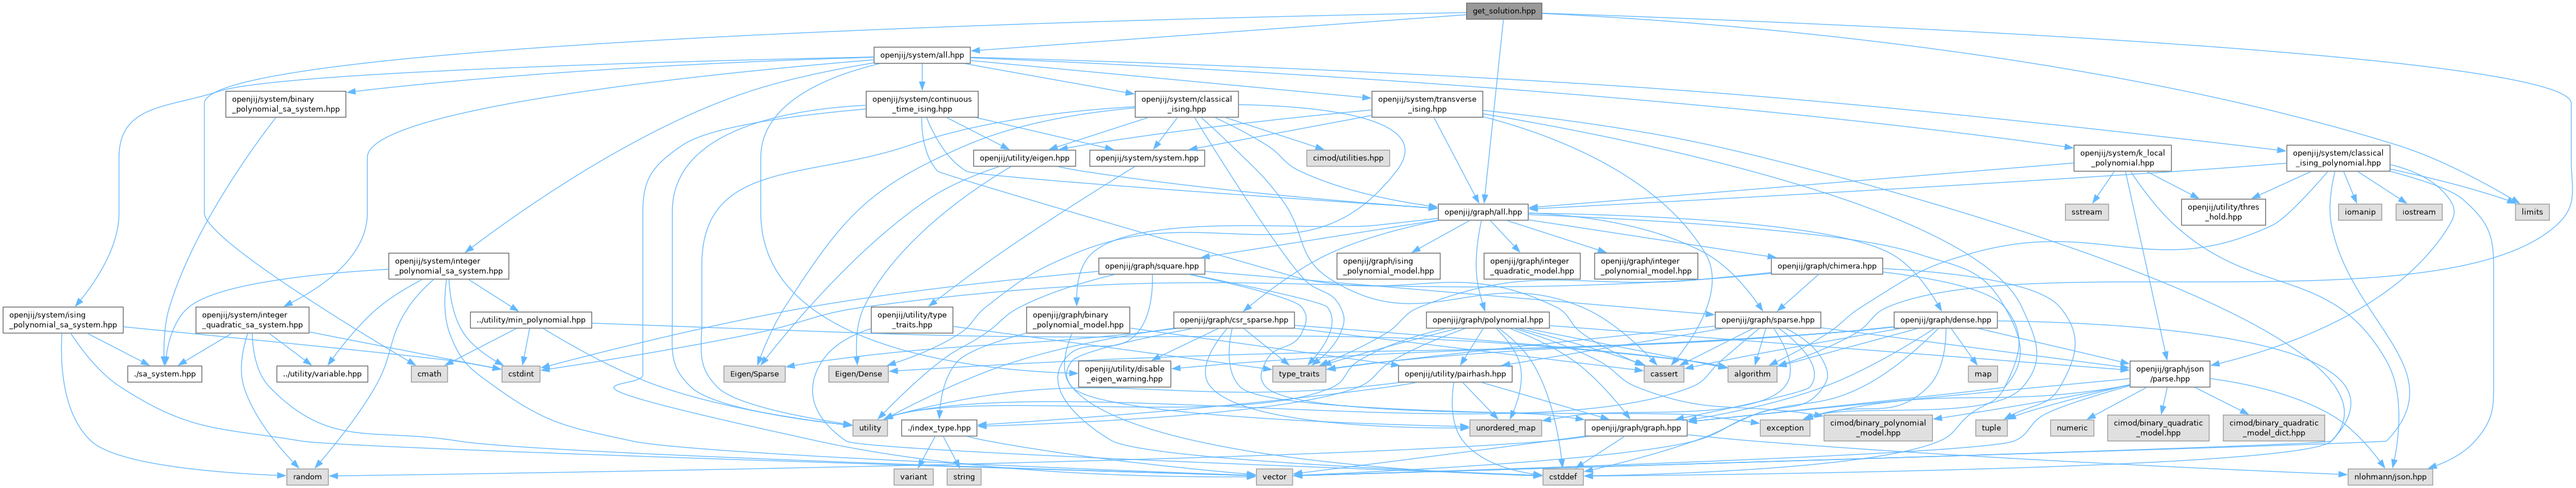 get_solution.hpp
openjij/system/all.hpp
openjij/system/binary
_polynomial_sa_system.hpp
openjij/system/continuous
_time_ising.hpp
openjij/system/classical
_ising.hpp
openjij/system/transverse
_ising.hpp
openjij/utility/eigen.hpp
openjij/system/system.hpp
cimod/utilities.hpp
openjij/system/k_local
_polynomial.hpp
openjij/system/classical
_ising_polynomial.hpp
openjij/graph/all.hpp
sstream
openjij/utility/thres
_hold.hpp
iomanip
iostream
limits
openjij/system/integer
_polynomial_sa_system.hpp
openjij/graph/square.hpp
openjij/graph/ising
_polynomial_model.hpp
openjij/graph/integer
_quadratic_model.hpp
openjij/graph/integer
_polynomial_model.hpp
openjij/graph/chimera.hpp
openjij/system/ising
_polynomial_sa_system.hpp
openjij/system/integer
_quadratic_sa_system.hpp
../utility/min_polynomial.hpp
openjij/utility/type
_traits.hpp
openjij/graph/binary
_polynomial_model.hpp
openjij/graph/csr_sparse.hpp
openjij/graph/polynomial.hpp
openjij/graph/sparse.hpp
openjij/graph/dense.hpp
./sa_system.hpp
../utility/variable.hpp
cmath
cstdint
Eigen/Sparse
Eigen/Dense
openjij/utility/disable
_eigen_warning.hpp
type_traits
openjij/utility/pairhash.hpp
cassert
algorithm
map
openjij/graph/json
/parse.hpp
utility
./index_type.hpp
unordered_map
openjij/graph/graph.hpp
exception
cimod/binary_polynomial
_model.hpp
tuple
numeric
cimod/binary_quadratic
_model.hpp
cimod/binary_quadratic
_model_dict.hpp
random
variant
string
vector
cstddef
nlohmann/json.hpp